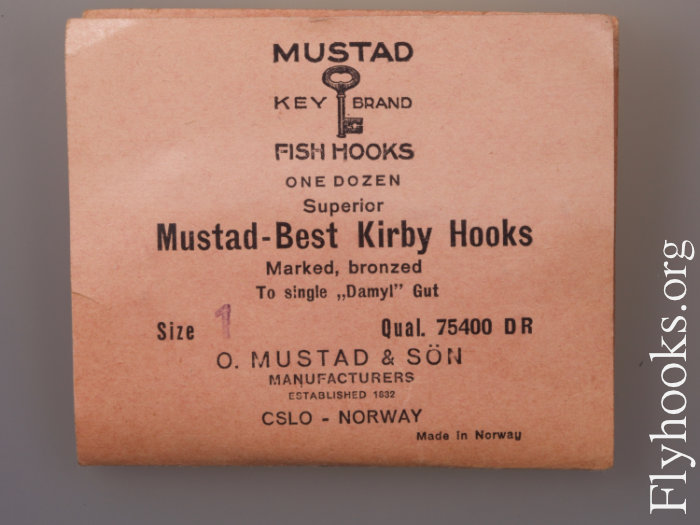 MUSTAD
KEY BRAND
FISH HOOKS
ONE DOZEN
Superior
Mustad-Best Kirby Hooks
Marked, bronzed
To single „Damyl" Gut
Size 1 Qual. 75400 DR
O. MUSTAD & SÖN
MANUFACTURERS
ESTABLISHED 1832
CSLO - NORWAY
Made in Norway
Flyhooks.org